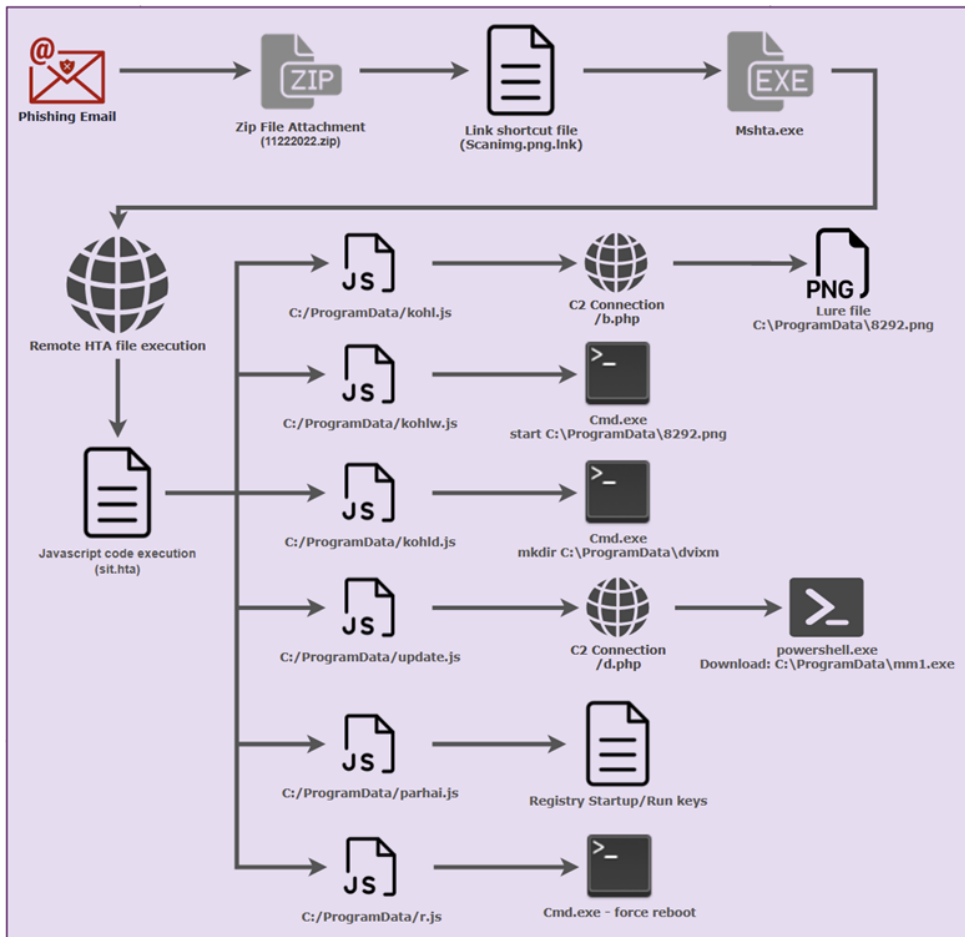 @
Phishing Email
ZIP
Zip File Attachment
(11222022.zip)
Link shortcut file
(Scanimg.png.lnk)
EXE
Mshta.exe
Remote HTA file execution
Javascript code execution
(sit.hta)
JS
C:/ProgramData/kohl.js
C2 Connection
/b.php
PNG
Lure file
C:\ProgramData\8292.png
JS
C:/ProgramData/kohlw.js
>_
Cmd.exe
start C:\ProgramData\8292.png
JS
C:/ProgramData/kohld.js
>_
Cmd.exe
mkdir C:\ProgramData\dvixm
JS
C:/ProgramData/update.js
C2 Connection
/d.php
>_
powershell.exe
Download: C:\ProgramData\mm1.exe
JS
C:/ProgramData/parhai.js
Registry Startup/Run keys
JS
C:/ProgramData/r.js
>_
Cmd.exe - force reboot